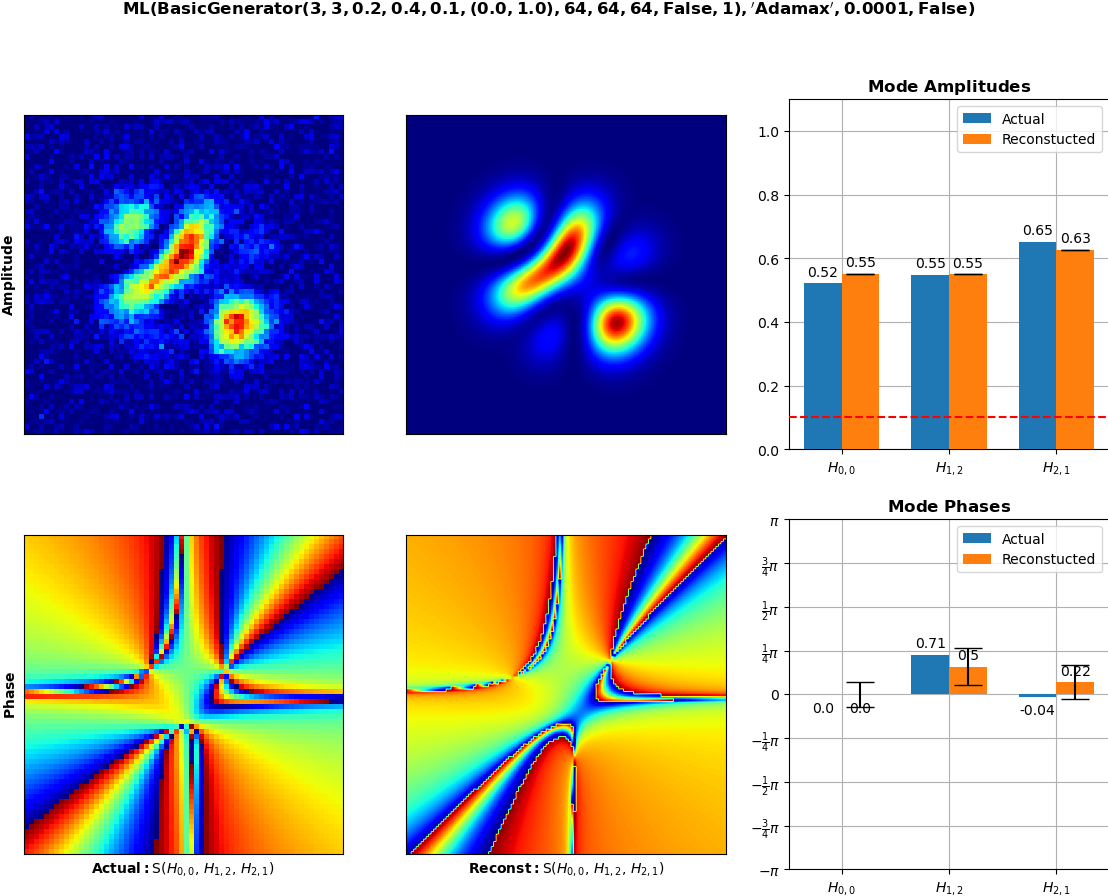 ML(BasicGenerator(3, 3, 0.2, 0.4, 0.1, (0.0, 1.0), 64, 64, 64, False, 1), ′Adamax′, 0.0001, False)
Mode Amplitudes
Actual
Reconstucted
1.0
0.8
0.6
0.4
0.2
0.0
0.52
0.55
0.55
0.55
0.65
0.63
H0,0
H1,2
H2,1
Amplitude
Mode Phases
Actual
Reconstucted
π
3/4π
1/2π
1/4π
0
−1/4π
−1/2π
−3/4π
−π
0.0
0.0
0.71
0.5
-0.04
0.22
H0,0
H1,2
H2,1
Phase
Actual: S(H0,0, H1,2, H2,1)
Reconst: S(H0,0, H1,2, H2,1)